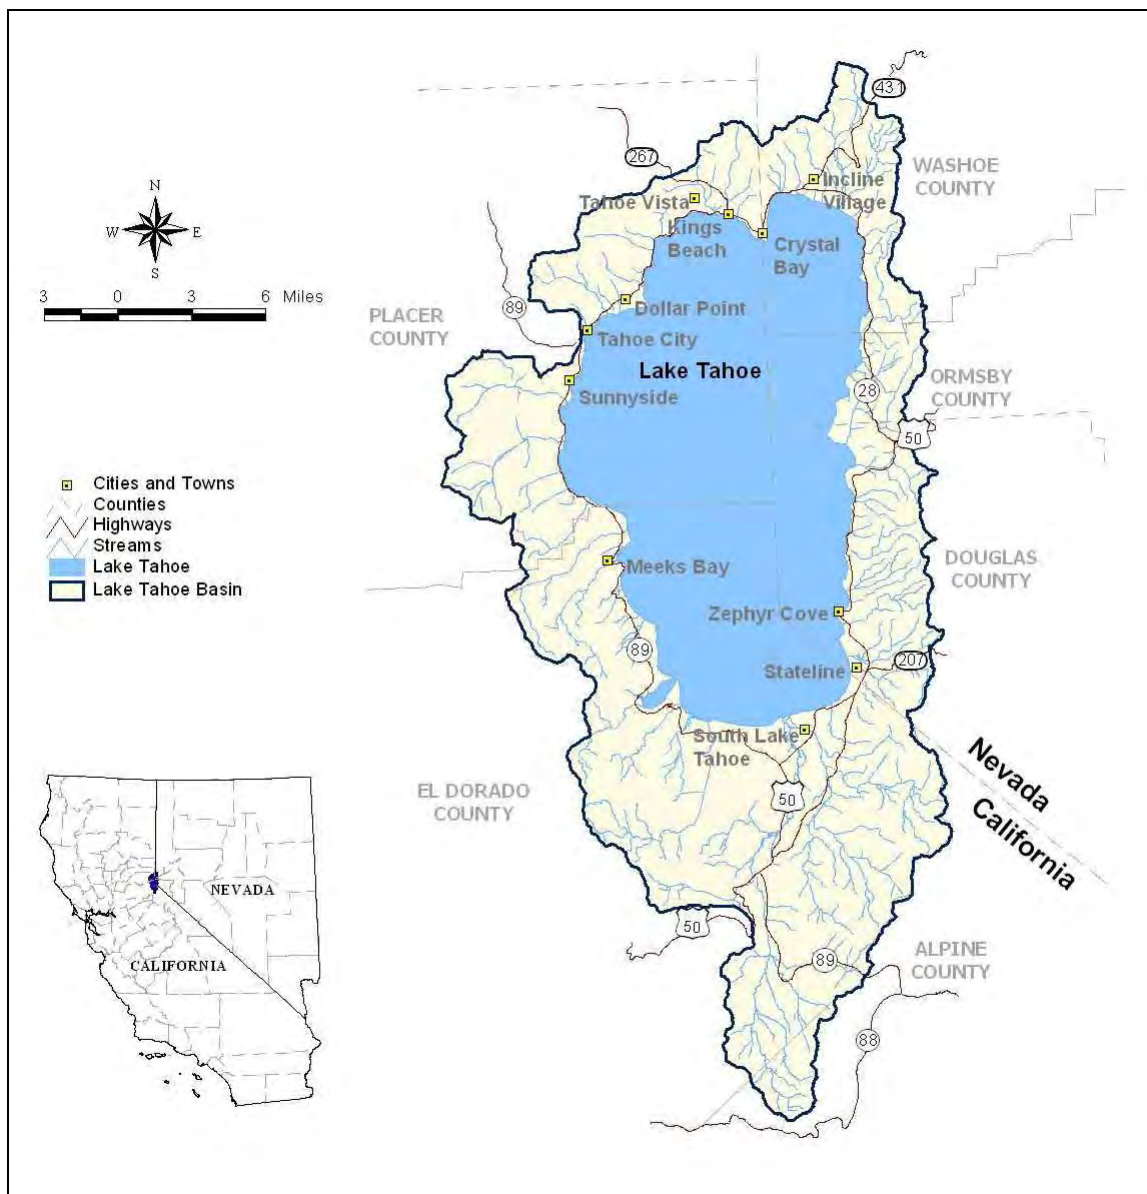 431
267
WASHOE
COUNTY
Incline
Village
Tahoe Vista
Kings
Beach
Crystal
Bay
N
W
E
S
3
0
3
6
Miles
89
Dollar Point
PLACER
COUNTY
Tahoe City
Lake Tahoe
Sunnyside
ORMSBY
COUNTY
28
50
Cities and Towns
Counties
Highways
Streams
Lake Tahoe
Lake Tahoe Basin
Meeks Bay
DOUGLAS
COUNTY
Zephyr Cove
89
Stateline
207
South Lake
Tahoe
Nevada
California
50
EL DORADO
COUNTY
NEVADA
CALIFORNIA
50
89
ALPINE
COUNTY
88